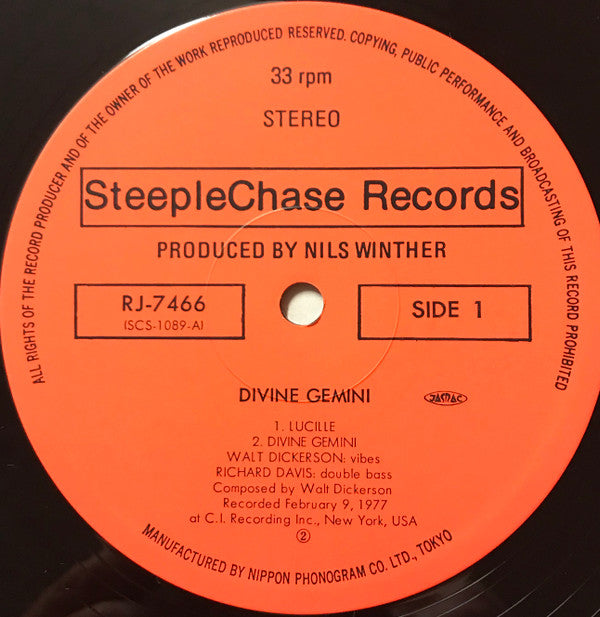 ALL RIGHTS OF THE RECORD PRODUCER AND OF THE OWNER OF THE WORK REPRODUCED RESERVED. COPYING, PUBLIC PERFORMANCE AND BROADCASTING OF THIS RECORD PROHIBITED
33 rpm
STEREO
SteepleChase Records
PRODUCED BY NILS WINTHER
RJ-7466
(SCS-1089-A)
SIDE 1
DIVINE GEMINI
JASRAC
1. LUCILLE
2. DIVINE GEMINI
WALT DICKERSON: vibes
RICHARD DAVIS: double bass
Composed by Walt Dickerson
Recorded February 9, 1977
at C.I. Recording Inc., New York, USA
②
MANUFACTURED BY NIPPON PHONOGRAM CO. LTD., TOKYO